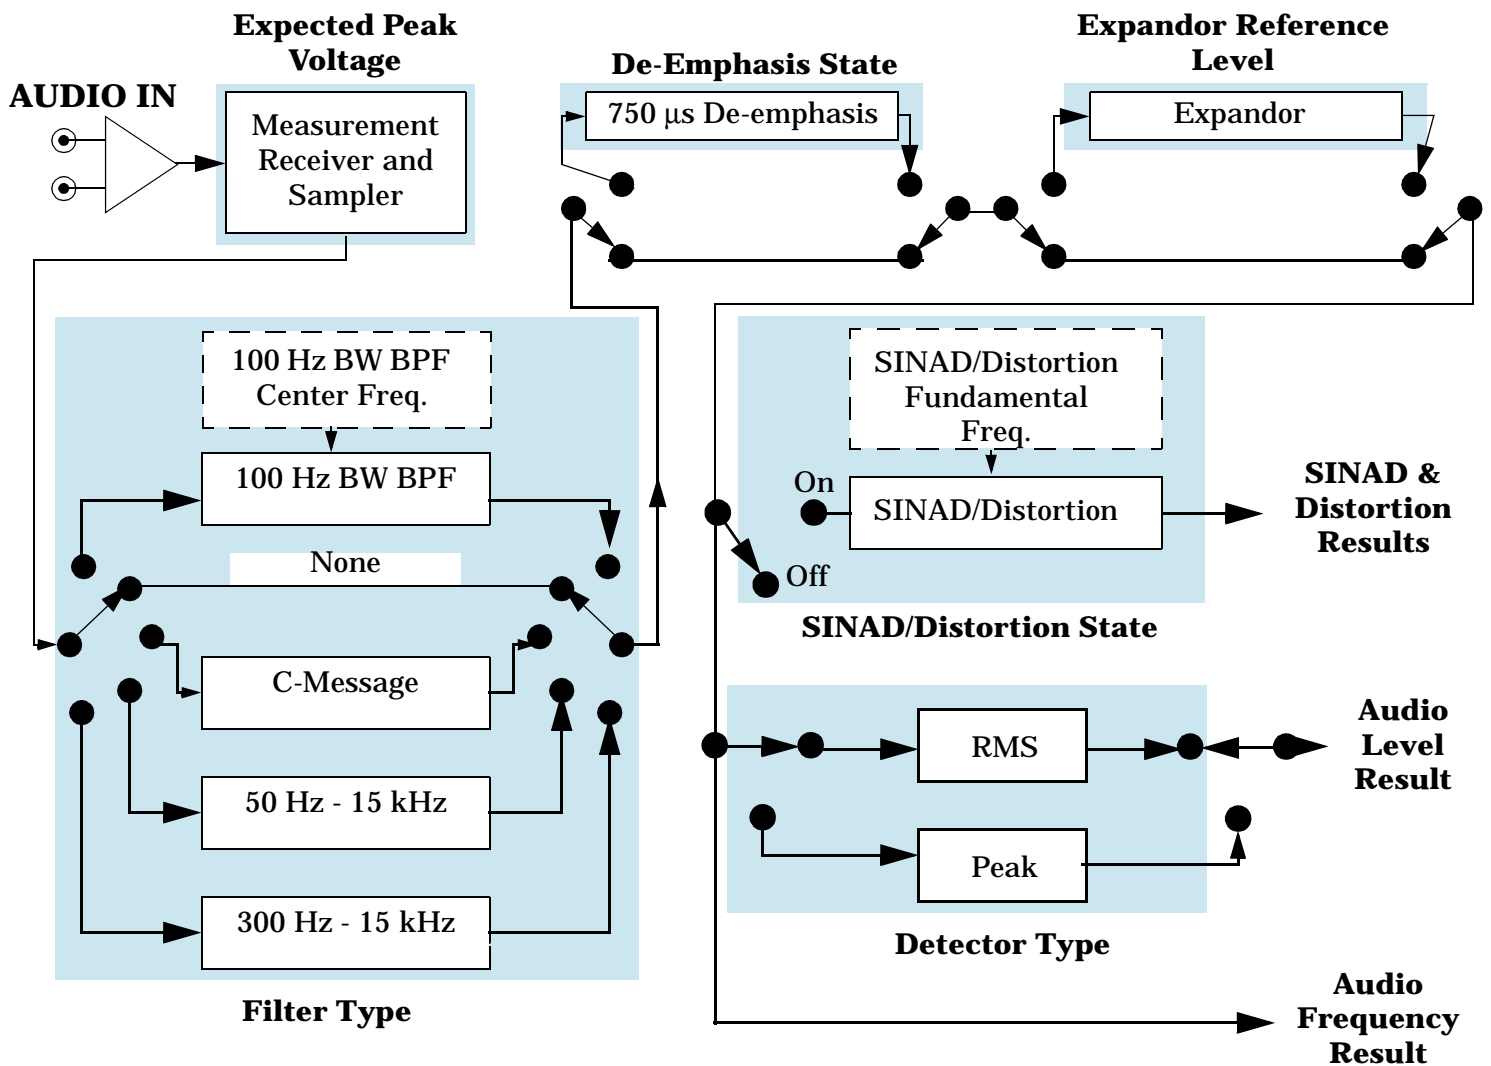 Expected Peak
Voltage
AUDIO IN
Measurement
Receiver and
Sampler
De-Emphasis State
750 µs De-emphasis
Expandor Reference
Level
Expandor
100 Hz BW BPF
Center Freq.
100 Hz BW BPF
None
C-Message
50 Hz - 15 kHz
300 Hz - 15 kHz
Filter Type
SINAD/Distortion
Fundamental
Freq.
On
SINAD/Distortion
Off
SINAD/Distortion State
SINAD &
Distortion
Results
RMS
Peak
Detector Type
Audio
Level
Result
Audio
Frequency
Result